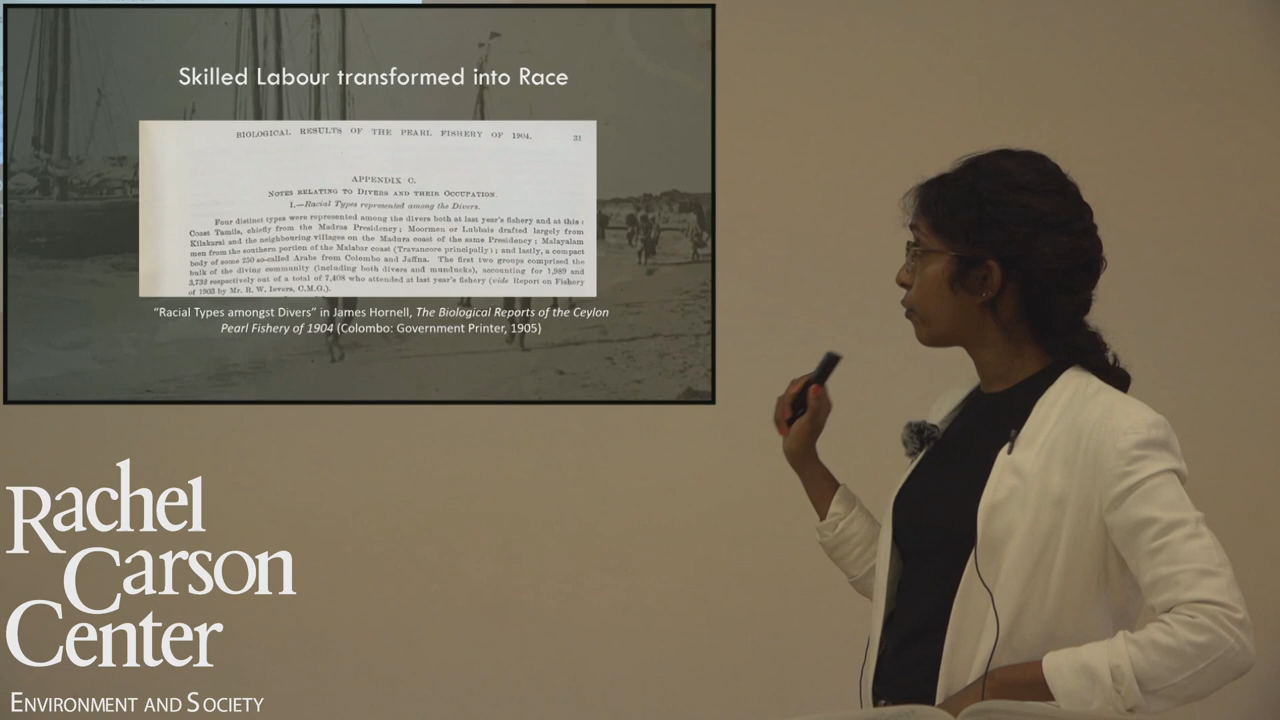 Skilled Labour transformed into Race
BIOLOGICAL RESULTS OF THE PEARL FISHERY OF 1904. 31
APPENDIX C.
NOTES RELATING TO DIVERS AND THEIR OCCUPATION.
1.—Racial Types represented among the Divers.
Four distinct types were represented among the divers both at last year's fishery and at this :
Coast Tamils, chiefly from the Madras Presidency ; Moormen or Lubbais drafted largely from
Kilakarai and the neighbouring villages on the Madura coast of the same Presidency ; Malayalam
men from the southern portion of the Malabar coast (Travancore principally) ; and lastly, a compact
body of some 250 so-called Arabs from Colombo and Jaffna. The first two groups comprised the
bulk of the diving community (including both divers and munducks), accounting for 1,989 and
3,738 respectively out of a total of 7,408 who attended at last year's fishery (vide Report on Fishery
of 1903 by Mr. R. W. Ievers, C.M.G.).
"Racial Types amongst Divers" in James Hornell, The Biological Reports of the Ceylon
Pearl Fishery of 1904 (Colombo: Government Printer, 1905)
Rachel
Carson
Center
ENVIRONMENT AND SOCIETY